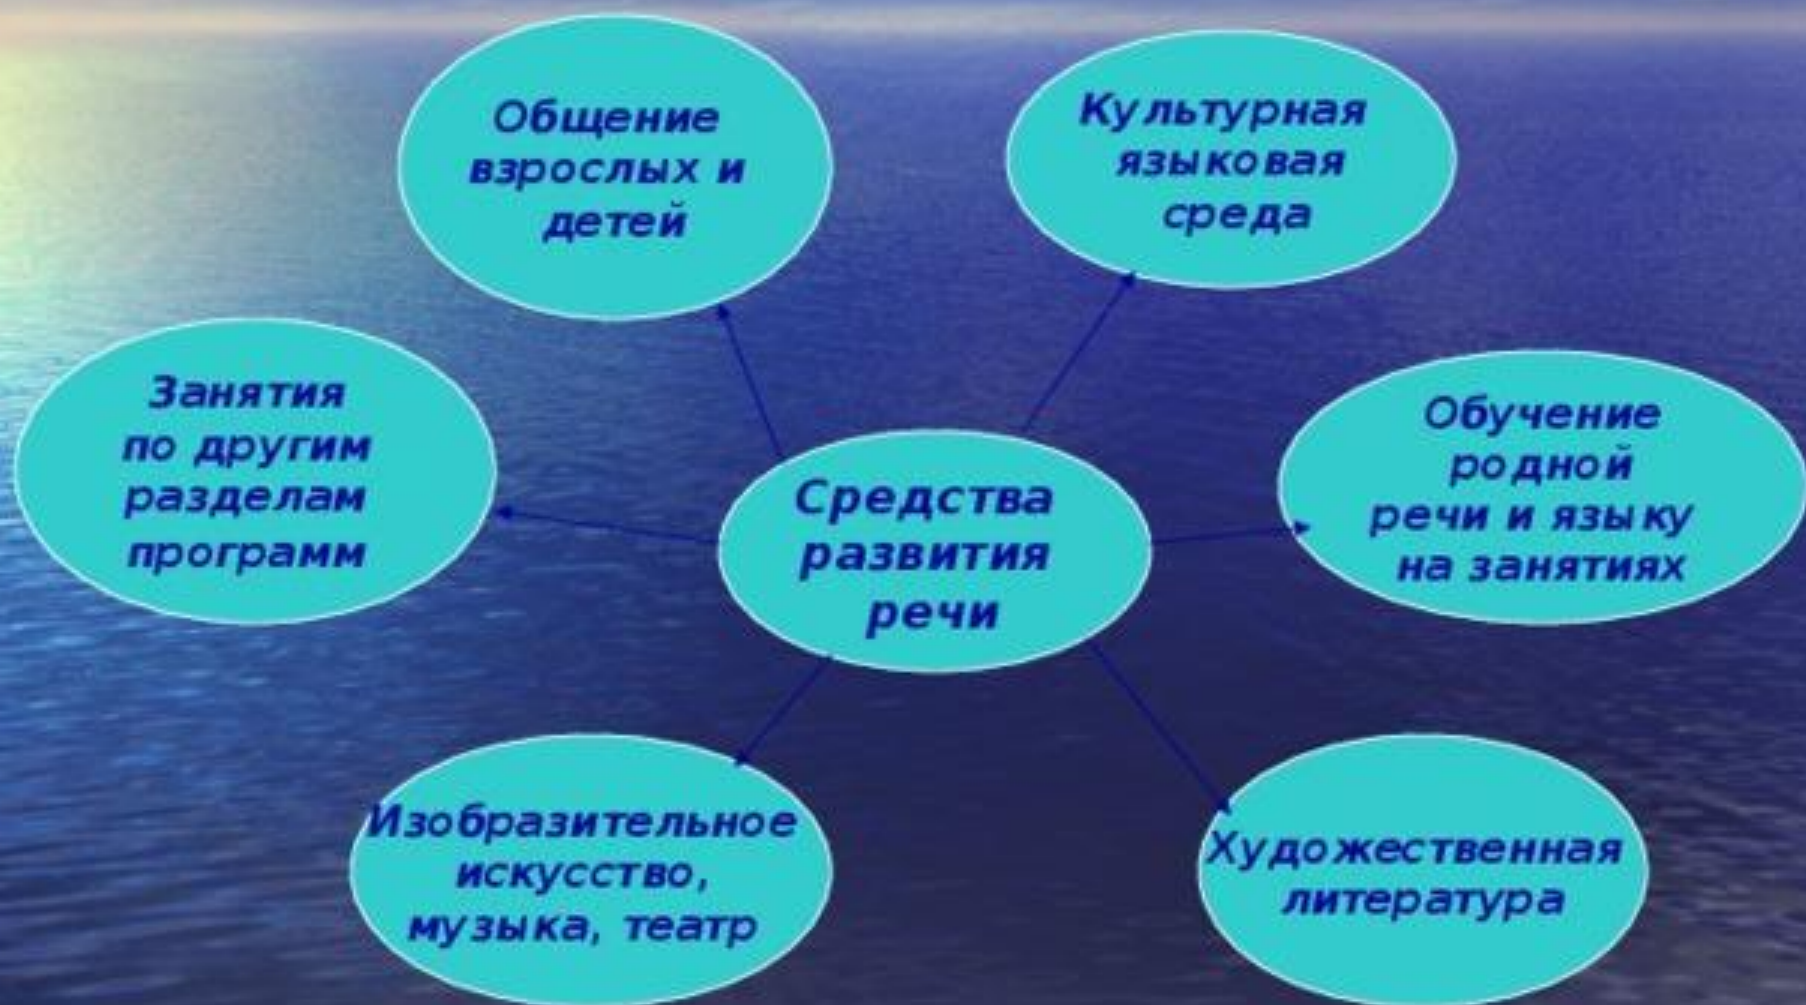 Общение
взрослых и
детей
Культурная
языковая
среда
Занятия
по другим
разделам
программ
Средства
развития
речи
Обучение
родной
речи и языку
на занятиях
Изобразительное
искусство,
музыка, театр
Художественная
литература